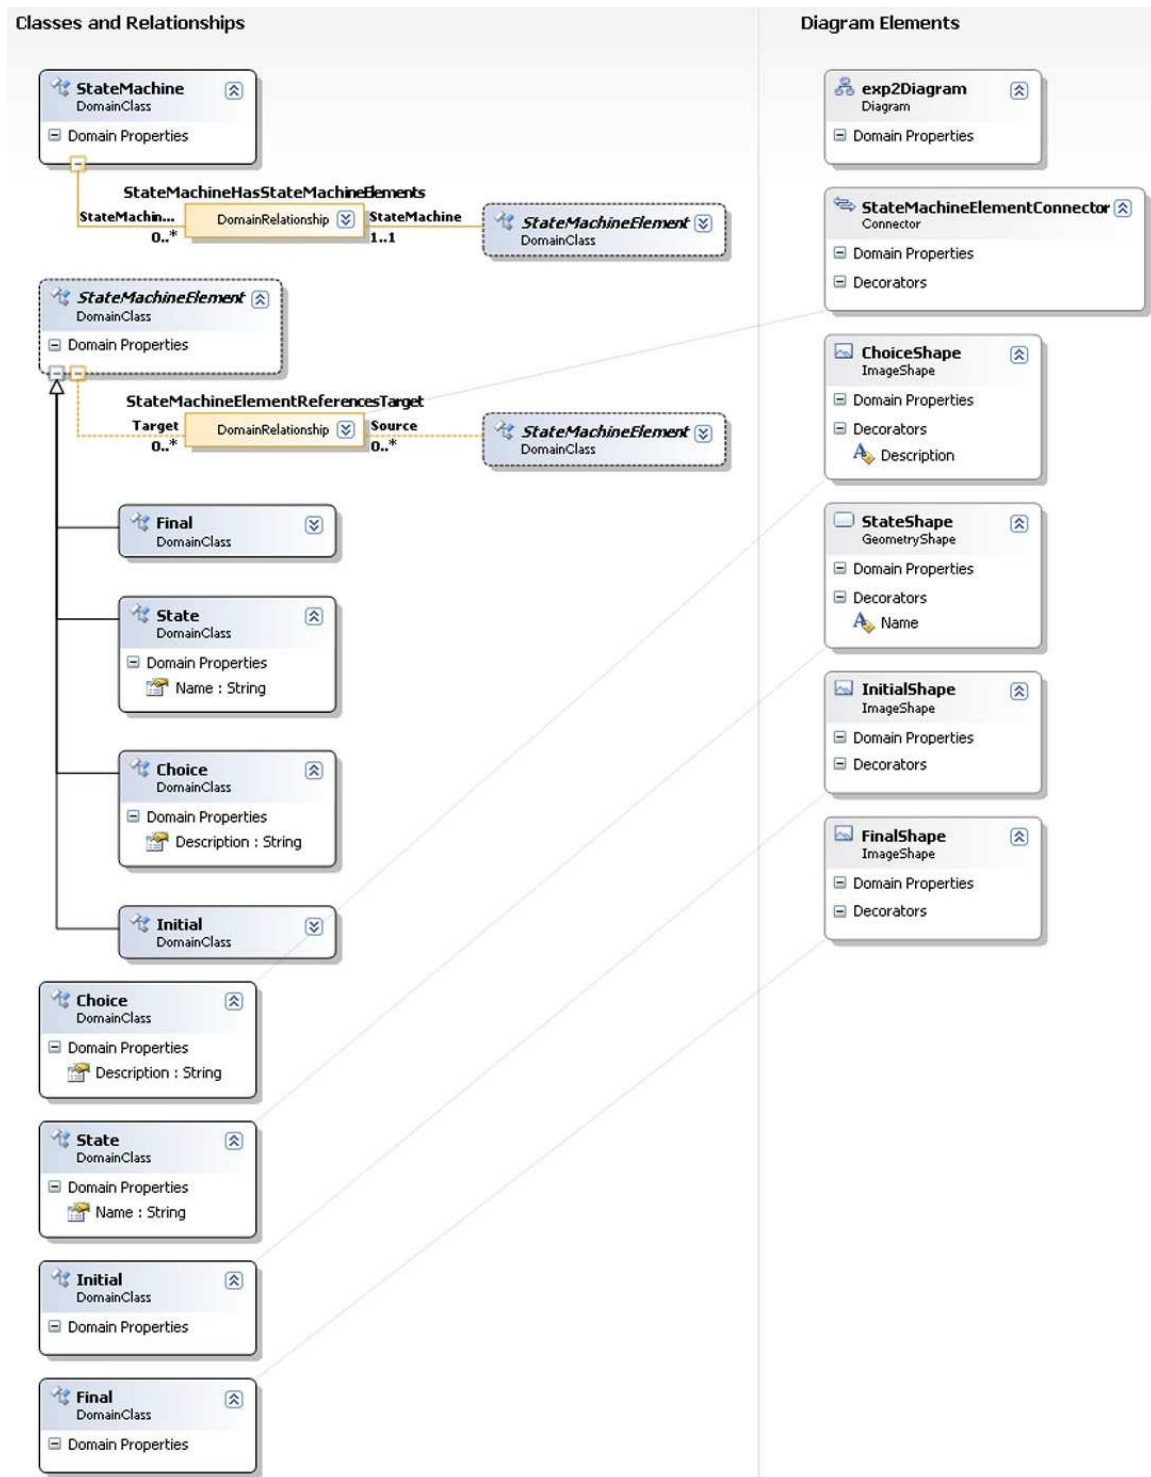 Classes and Relationships
StateMachine
DomainClass
Domain Properties
StateMachineHasStateMachineElements
StateMachin...
0..*
DomainRelationship
StateMachine
1..1
StateMachineElement
DomainClass
StateMachineElement
DomainClass
Domain Properties
StateMachineElementReferencesTarget
Target
0..*
DomainRelationship
Source
0..*
StateMachineElement
DomainClass
Final
DomainClass
State
DomainClass
Domain Properties
Name : String
Choice
DomainClass
Domain Properties
Description : String
Initial
DomainClass
Choice
DomainClass
Domain Properties
Description : String
State
DomainClass
Domain Properties
Name : String
Initial
DomainClass
Domain Properties
Final
DomainClass
Domain Properties
Diagram Elements
exp2Diagram
Diagram
Domain Properties
StateMachineElementConnector
Connector
Domain Properties
Decorators
ChoiceShape
ImageShape
Domain Properties
Decorators
Description
StateShape
GeometryShape
Domain Properties
Decorators
Name
InitialShape
ImageShape
Domain Properties
Decorators
FinalShape
ImageShape
Domain Properties
Decorators